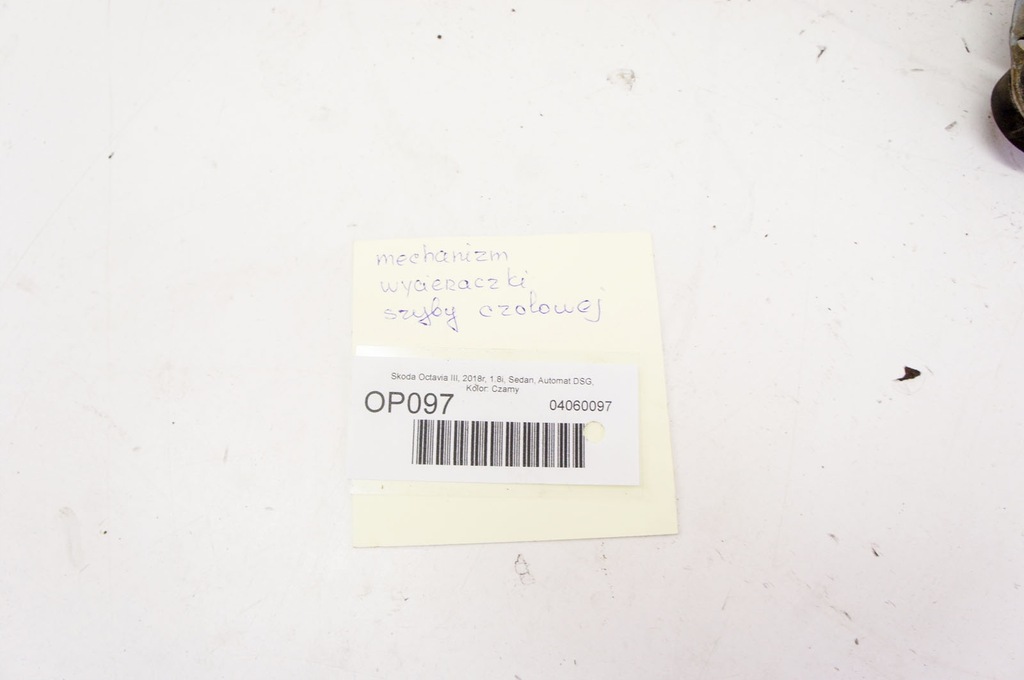 mechanizm
wycieraczki
szyby czołowej
Skoda Octavia III, 2018r, 1.8i, Sedan, Automat DSG,
Kolor: Czarny
OP097 04060097